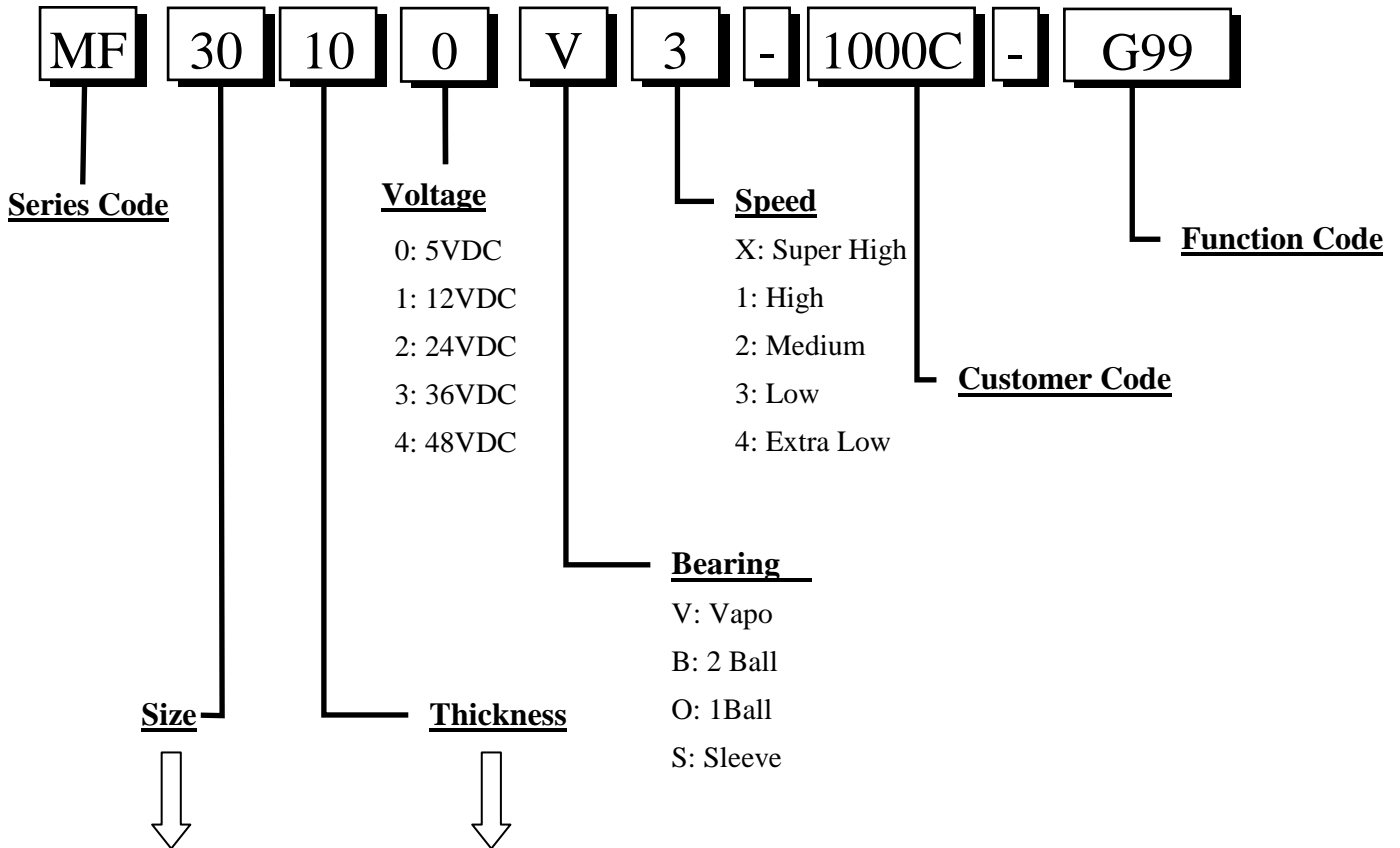 MF 30 10 0 V 3 - 1000C - G99
Series Code
Voltage
0: 5VDC
1: 12VDC
2: 24VDC
3: 36VDC
4: 48VDC
Speed
X: Super High
1: High
2: Medium
3: Low
4: Extra Low
Function Code
Customer Code
Bearing
V: Vapo
B: 2 Ball
O: 1Ball
S: Sleeve
Size
Thickness